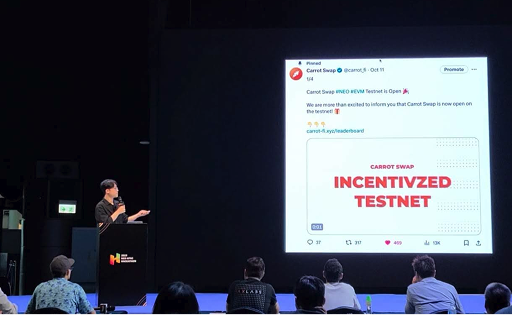 Pinned
Carrot Swap @carrot_fi · Oct 11
1/4
Carrot Swap #NEO #EVM Testnet is Open
We are more than excited to inform you that Carrot Swap is now open on
the testnet!
carrot-fi.xyz/leaderboard
Promote
CARROT SWAP
INCENTIVZED
TESTNET
0:01
37 317 405 13K